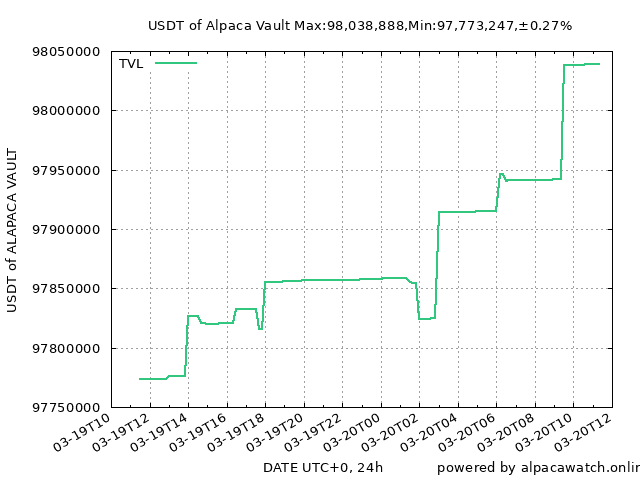 USDT of Alpaca Vault Max:98,038,888,Min:97,773,247,±0.27%
TVL
98050000
98000000
97950000
97900000
97850000
97800000
97750000
USDT of ALAPACA VAULT
03-19T10
03-19T12
03-19T14
03-19T16
03-19T18
03-19T20
03-19T22
03-20T00
03-20T02
03-20T04
03-20T06
03-20T08
03-20T10
03-20T12
DATE UTC+0, 24h
powered by alpacawatch.onlin